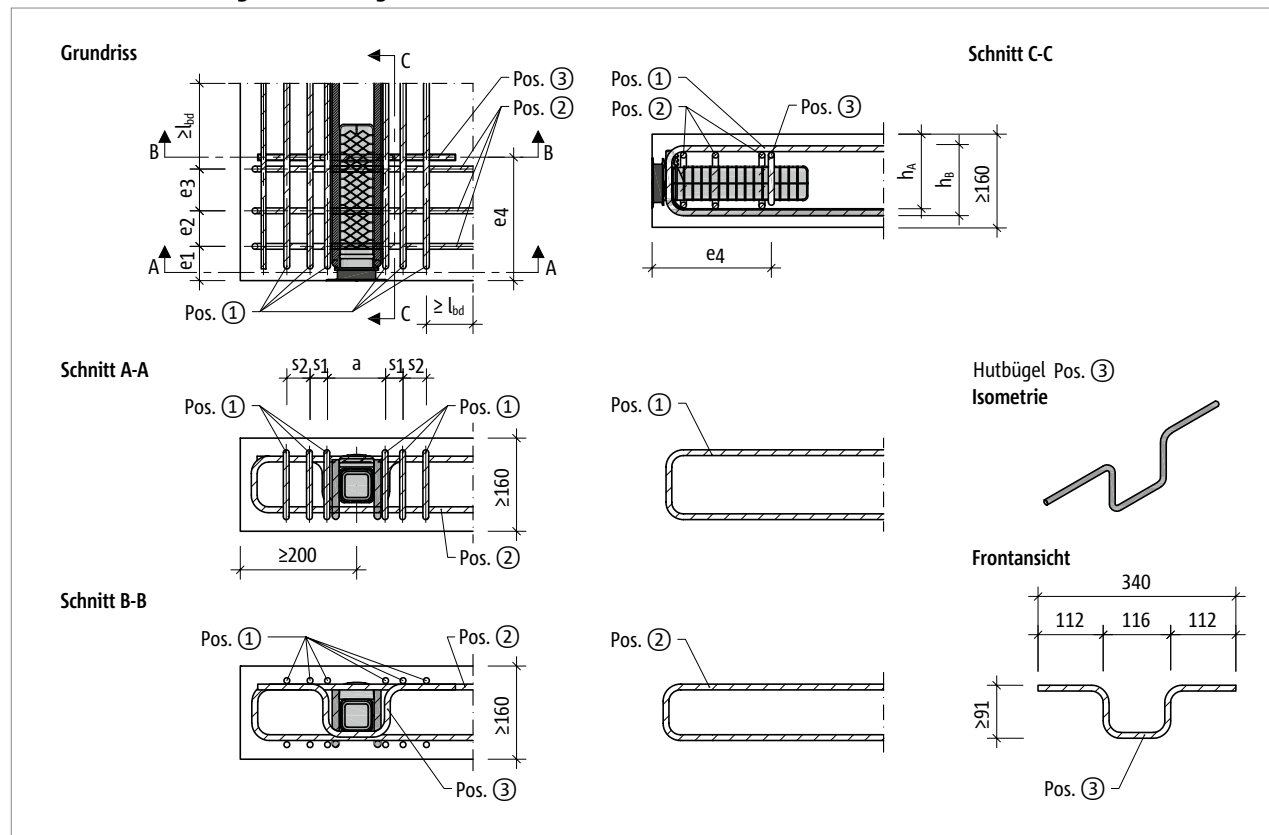 Grundriss
C
Pos. ③
Pos. ②
≥lbd
B
B
e3
e2
e1
e4
A
A
Pos. ①
C
≥ lbd
Schnitt C-C
Pos. ①
Pos. ②
Pos. ③
hA
hB
≥160
e4
Schnitt A-A
s2 s1 a s1 s2
Pos. ①
Pos. ①
≥160
Pos. ②
≥200
Pos. ①
Hutbügel Pos. ③
Isometrie
Schnitt B-B
Pos. ①
Pos. ②
≥160
Pos. ③
Pos. ②
Frontansicht
340
112 116 112
≥91
Pos. ③